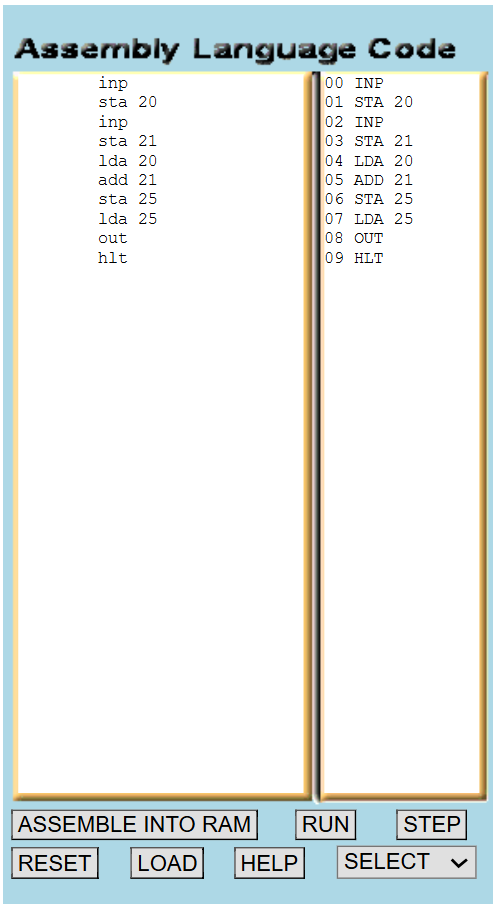 Assembly Language Code
inp
sta 20
inp
sta 21
lda 20
add 21
sta 25
lda 25
out
hlt
00 INP
01 STA 20
02 INP
03 STA 21
04 LDA 20
05 ADD 21
06 STA 25
07 LDA 25
08 OUT
09 HLT
ASSEMBLE INTO RAM RUN STEP
RESET LOAD HELP SELECT